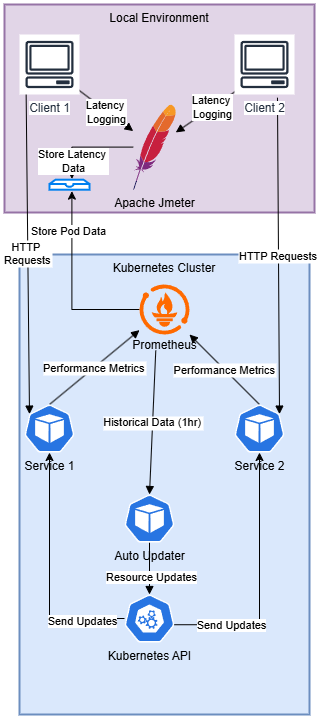 Local Environment
Client 1
Client 2
Latency
Logging
Latency
Logging
Store Latency
Data
Apache Jmeter
Store Pod Data
HTTP
Requests
HTTP Requests
Kubernetes Cluster
Prometheus
Performance Metrics
Performance Metrics
Historical Data (1hr)
Service 1
Service 2
Auto Updater
Resource Updates
Send Updates
Send Updates
Kubernetes API